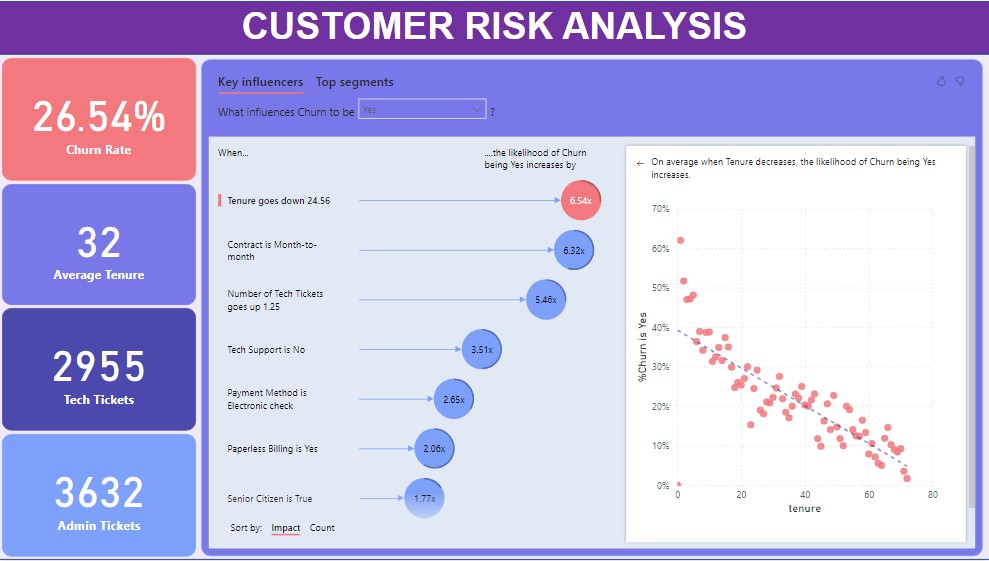 CUSTOMER RISK ANALYSIS
26.54%
Churn Rate
32
Average Tenure
2955
Tech Tickets
3632
Admin Tickets
Key influencers Top segments
What influences Churn to be Yes ?
When...
....the likelihood of Churn
being Yes increases by
Tenure goes down 24.56
6.54x
Contract is Month-to-
month
6.32x
Number of Tech Tickets
goes up 1.25
5.46x
Tech Support is No
3.51x
Payment Method is
Electronic check
2.65x
Paperless Billing is Yes
2.06x
Senior Citizen is True
1.77x
Sort by: Impact Count
← On average when Tenure decreases, the likelihood of Churn being Yes
increases.
70%
60%
50%
40%
30%
20%
10%
0%
%Churn is Yes
0 20 40 60 80
tenure